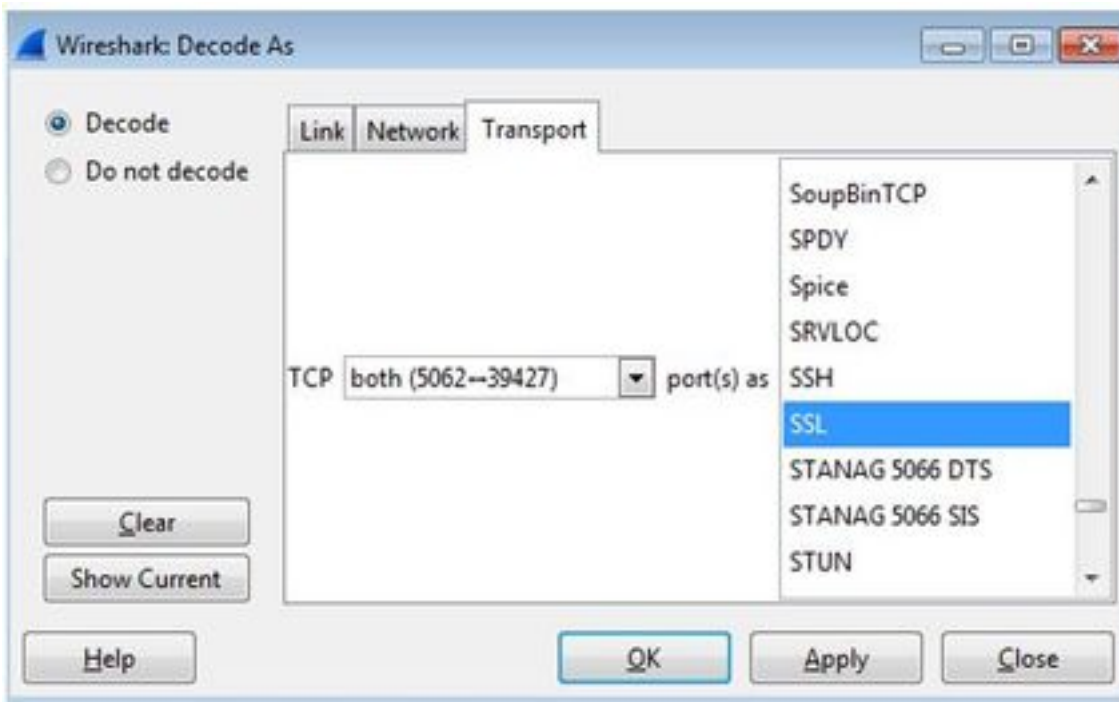 Wireshark: Decode As
Decode
Do not decode
Link Network Transport
TCP both (5062↔39427) port(s) as
SoupBinTCP
SPDY
Spice
SRVLOC
SSH
SSL
STANAG 5066 DTS
STANAG 5066 SIS
STUN
Clear
Show Current
Help OK Apply Close